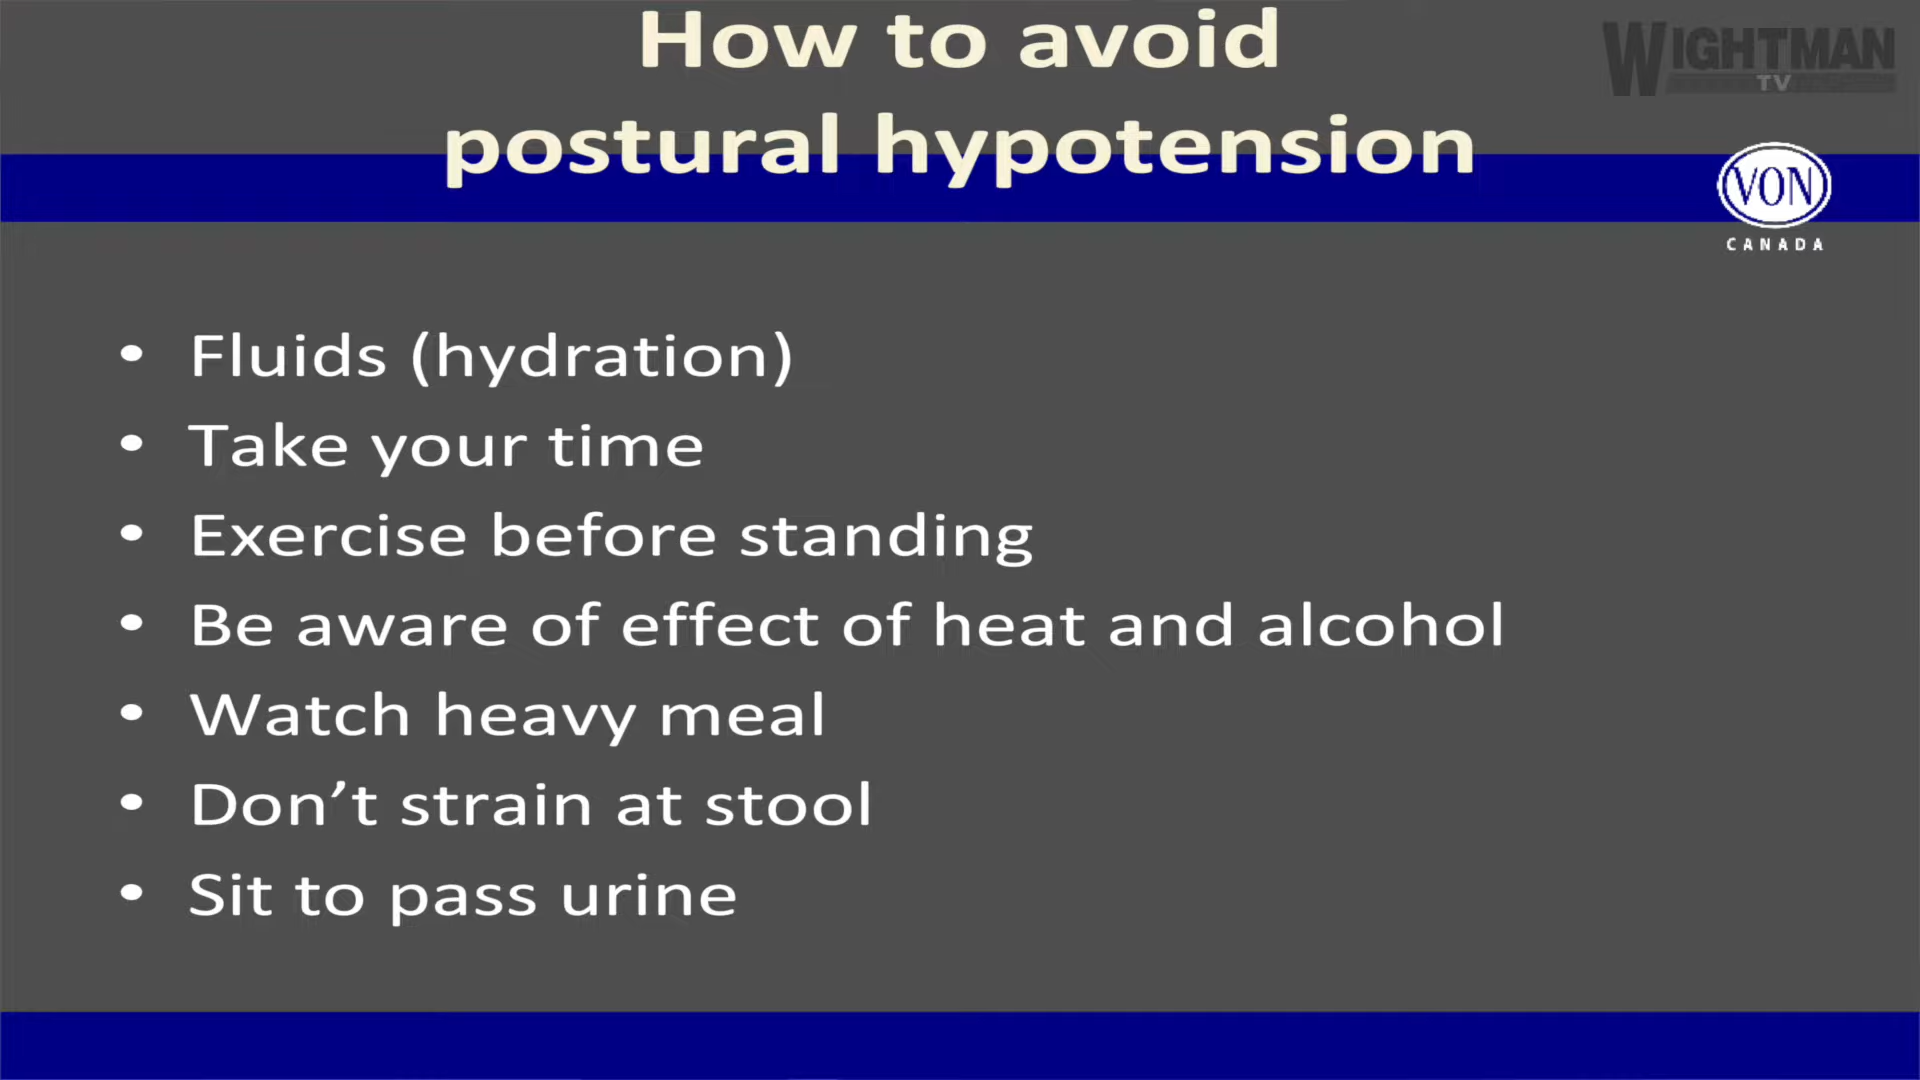 How to avoid
WIGHTMAN
TV
postural hypotension
VON
CANADA
• Fluids (hydration)
• Take your time
• Exercise before standing
• Be aware of effect of heat and alcohol
• Watch heavy meal
• Don’t strain at stool
• Sit to pass urine